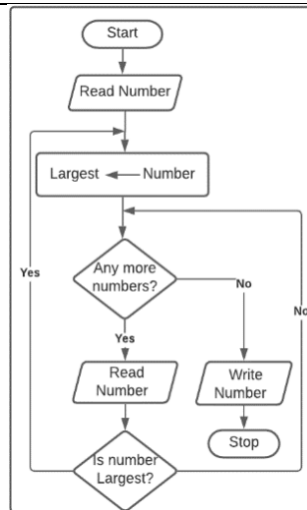 Start
Read Number
Largest ← Number
Any more
numbers?
Yes
No
Yes
No
Read
Number
Write
Number
Is number
Largest?
Stop